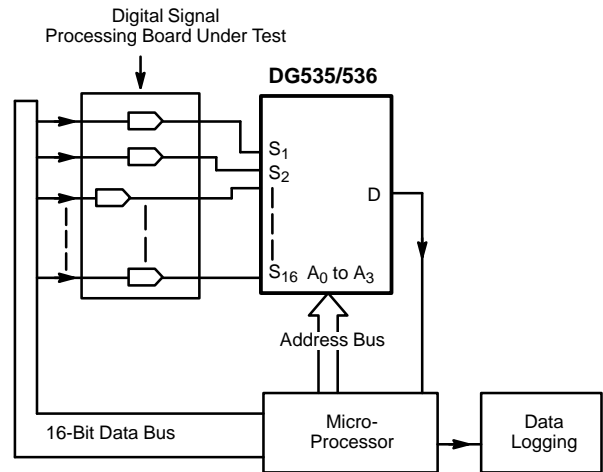 Digital Signal
Processing Board Under Test
DG535/536
S1
S2
D
S16 A0 to A3
Address Bus
16-Bit Data Bus
Micro-
Processor
Data
Logging